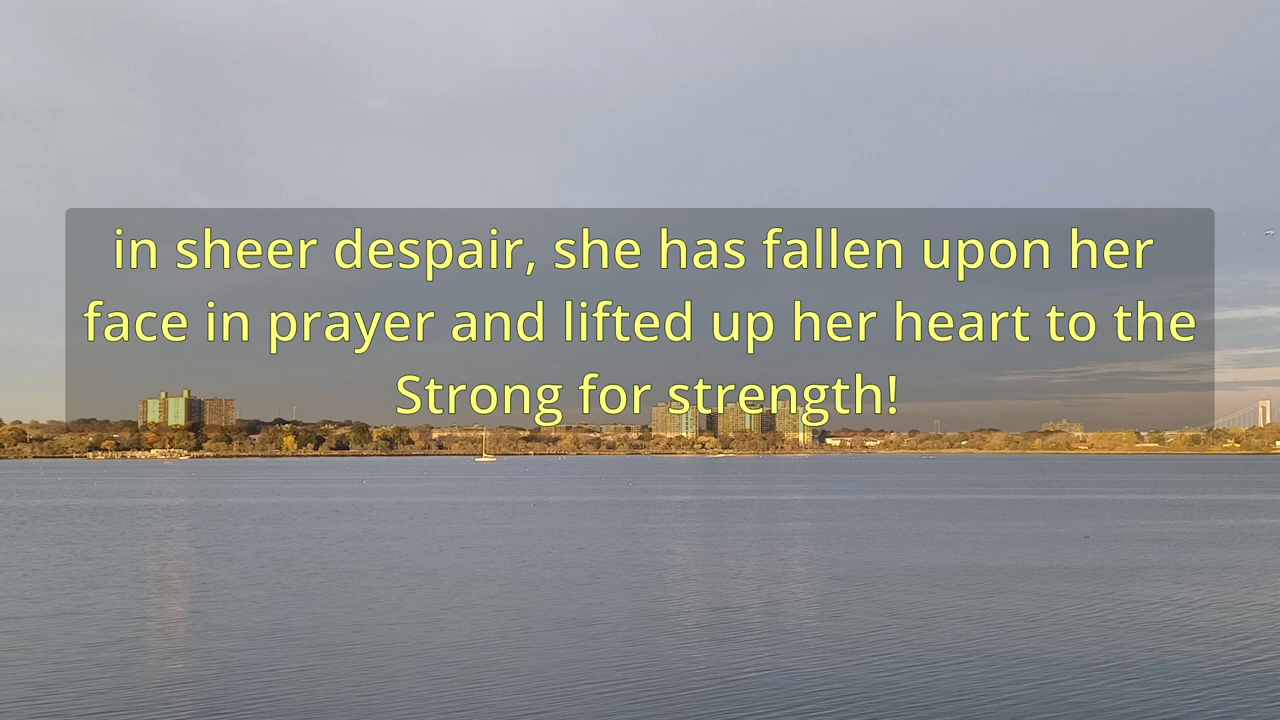 in sheer despair, she has fallen upon her
face in prayer and lifted up her heart to the
Strong for strength!